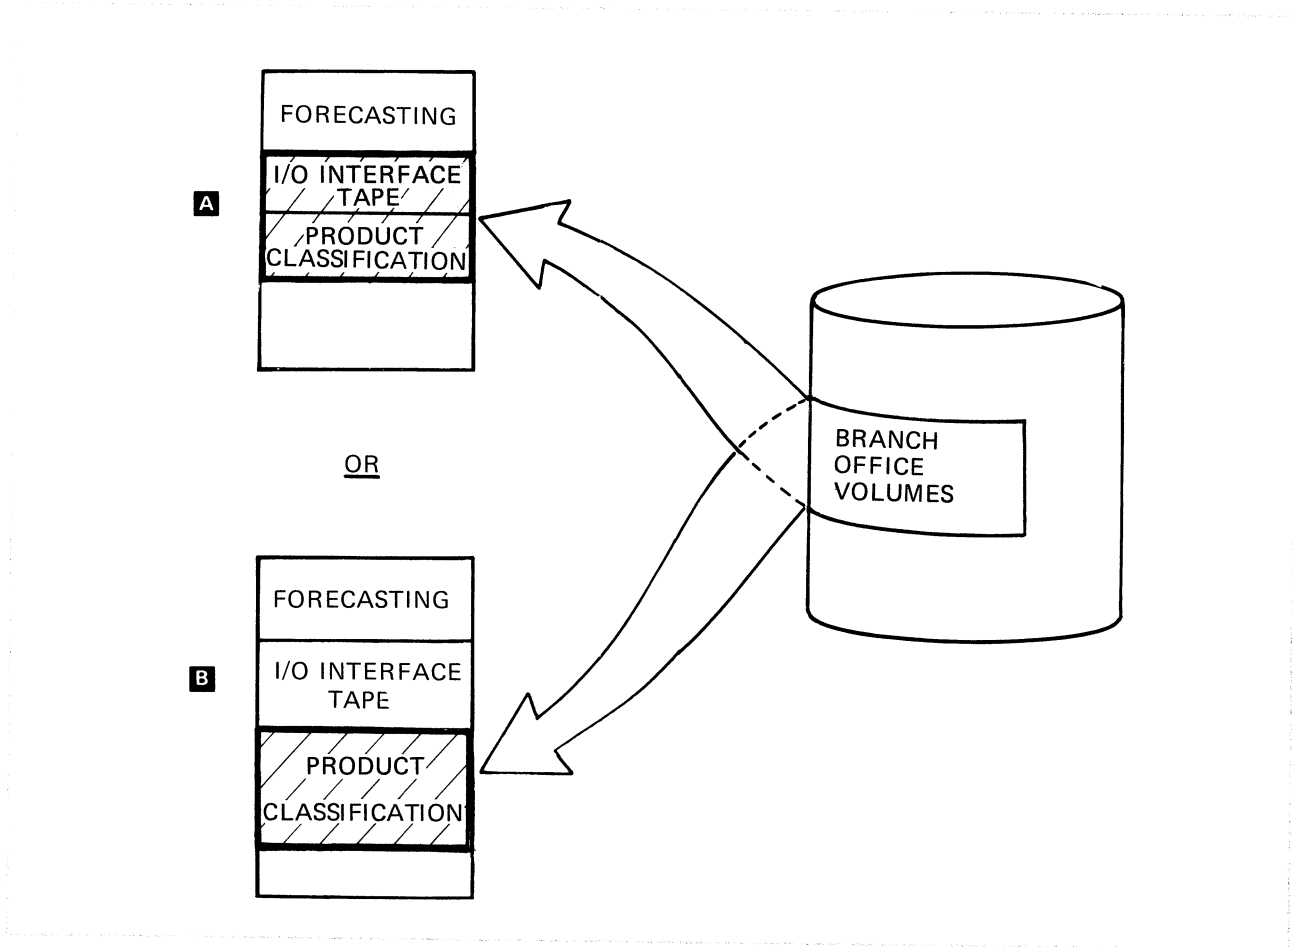 FORECASTING
I/O INTERFACE
TAPE
A
PRODUCT
CLASSIFICATION
BRANCH
OFFICE
VOLUMES
OR
FORECASTING
I/O INTERFACE
TAPE
B
PRODUCT
CLASSIFICATION